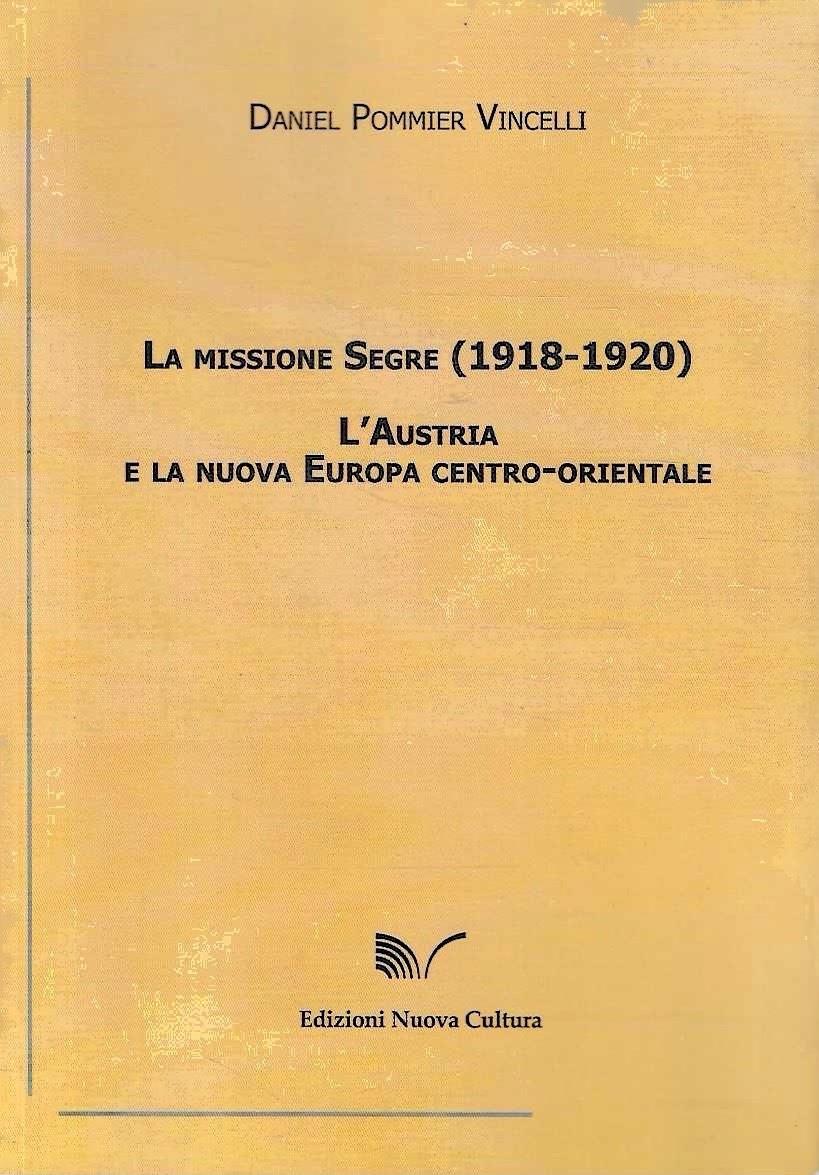 Daniel Pommier Vincelli
La missione Segre (1918-1920)
L'Austria
e la nuova Europa centro-orientale
Edizioni Nuova Cultura